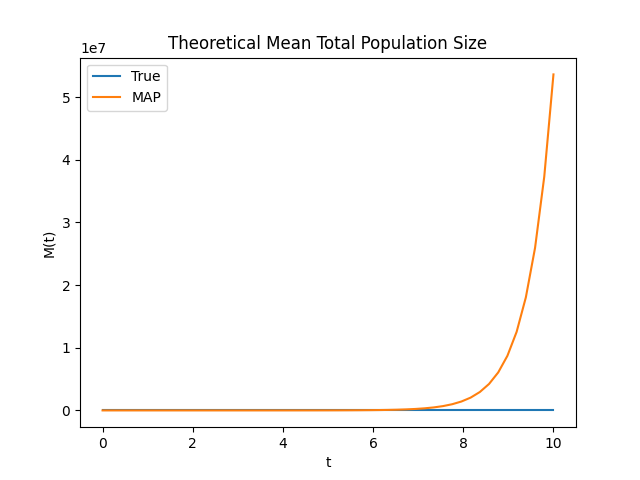 Theoretical Mean Total Population Size
1e7
True
MAP
5
4
3
2
1
0
M(t)
0 2 4 6 8 10
t